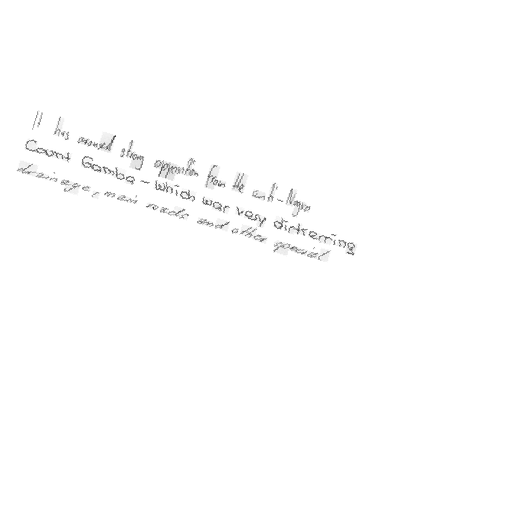 It has aroused strong opposition from the anti-Negro
Count Gamba - which was very distressing
drainage, main roads and other special